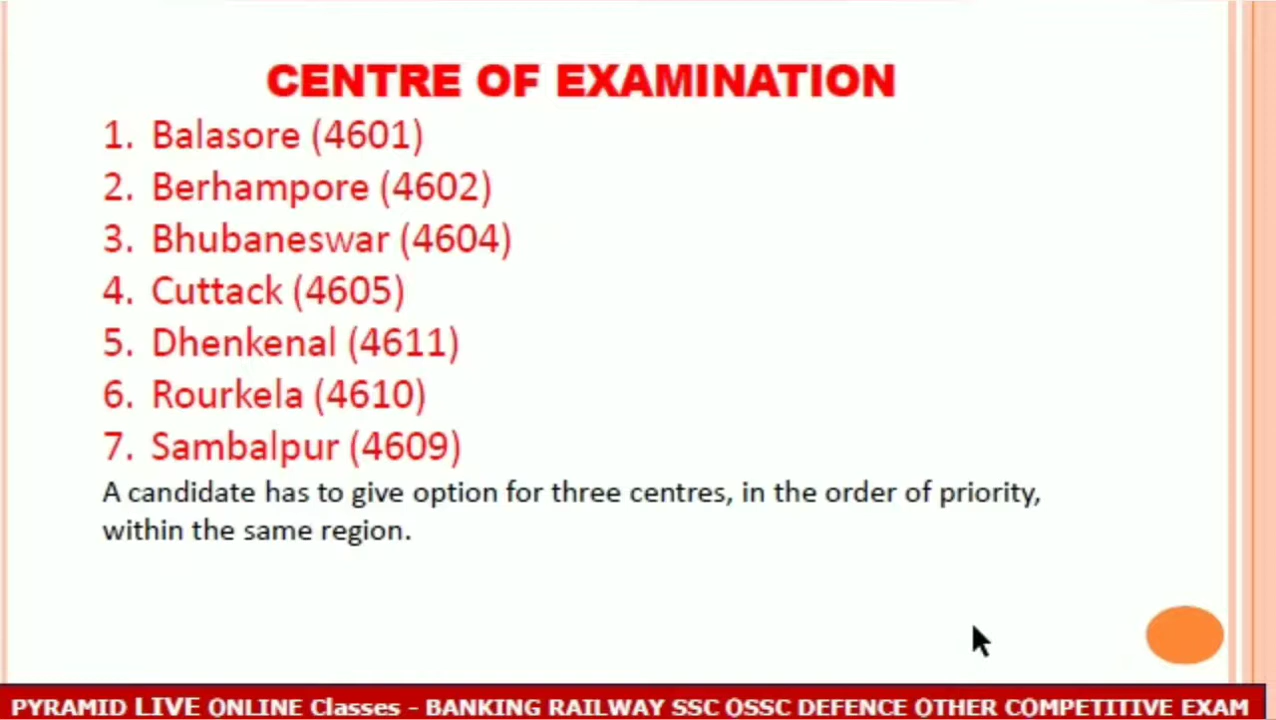 CENTRE OF EXAMINATION
1. Balasore (4601)
2. Berhampore (4602)
3. Bhubaneswar (4604)
4. Cuttack (4605)
5. Dhenkenal (4611)
6. Rourkela (4610)
7. Sambalpur (4609)
A candidate has to give option for three centres, in the order of priority,
within the same region.
PYRAMID LIVE ONLINE Classes - BANKING RAILWAY SSC OSSC DEFENCE OTHER COMPETITIVE EXAM